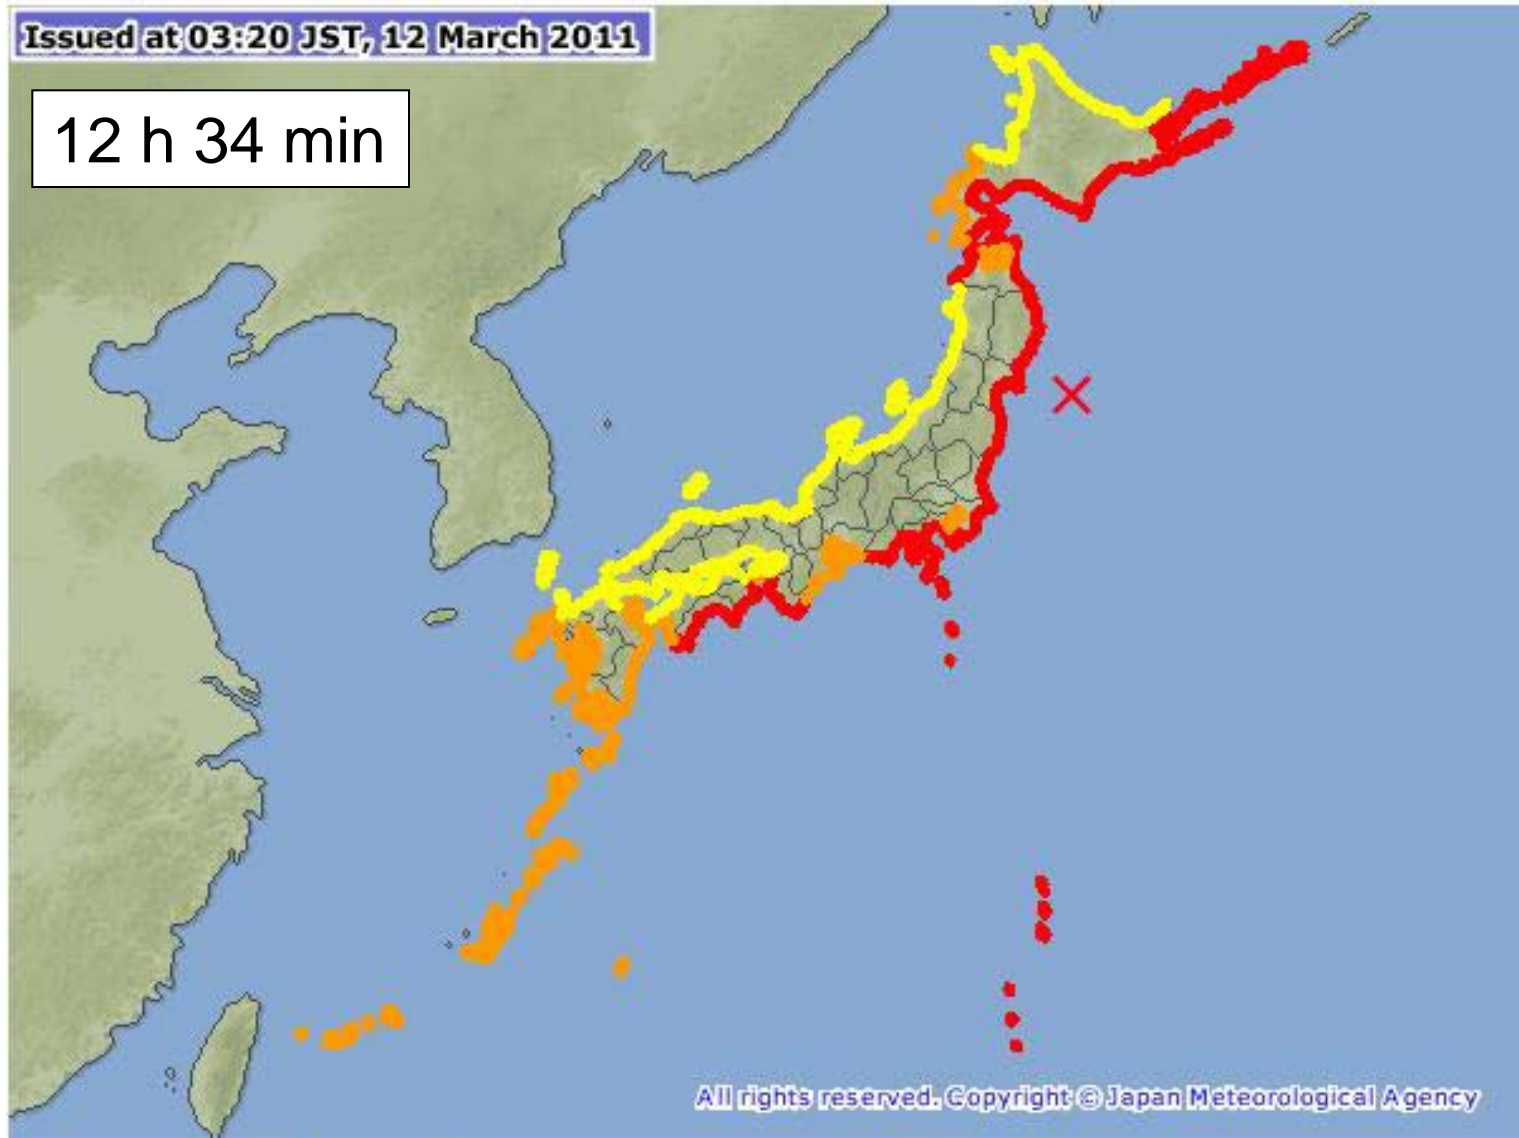 Issued at 03:20 JST, 12 March 2011
12 h 34 min
All rights reserved. Copyright © Japan Meteorological Agency